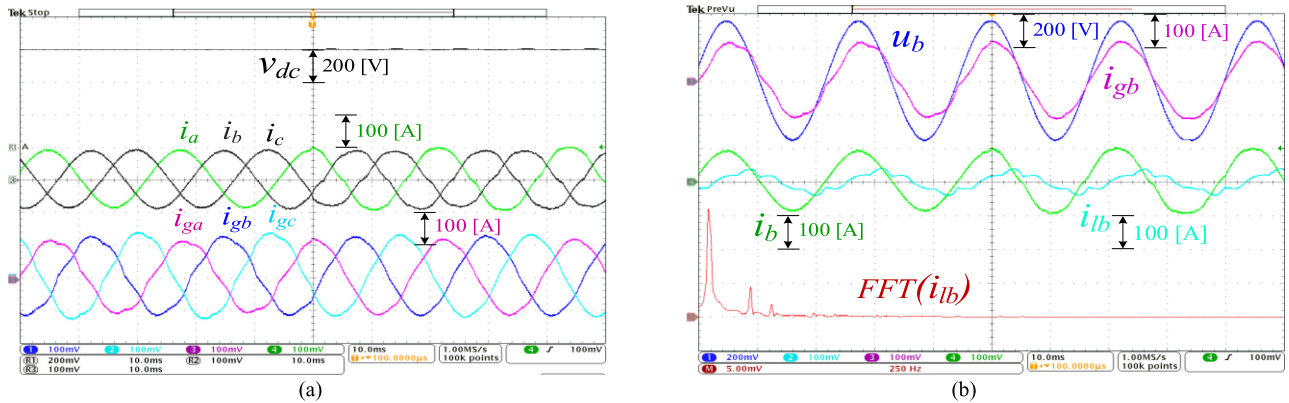 Tek Stop
v_dc
200 [V]
100 [A]
i_a i_b i_c
i_ga i_gb i_gc
100 [A]
1 100mV 2 100mV 3 100mV 4 100mV
R1 200mV 10.0ms R2 100mV 10.0ms
R3 100mV 10.0ms
10.0ms
T→▼100.0000µs
1.00MS/s
100k points
4 100mV
(a)
Tek PreVu
u_b
200 [V]
100 [A]
i_gb
i_b
100 [A]
i_lb
100 [A]
FFT(i_lb)
1 200mV 2 100mV 3 100mV 4 100mV
M 5.00mV 250 Hz
10.0ms
T→▼100.0000µs
1.00MS/s
100k points
4 100mV
(b)